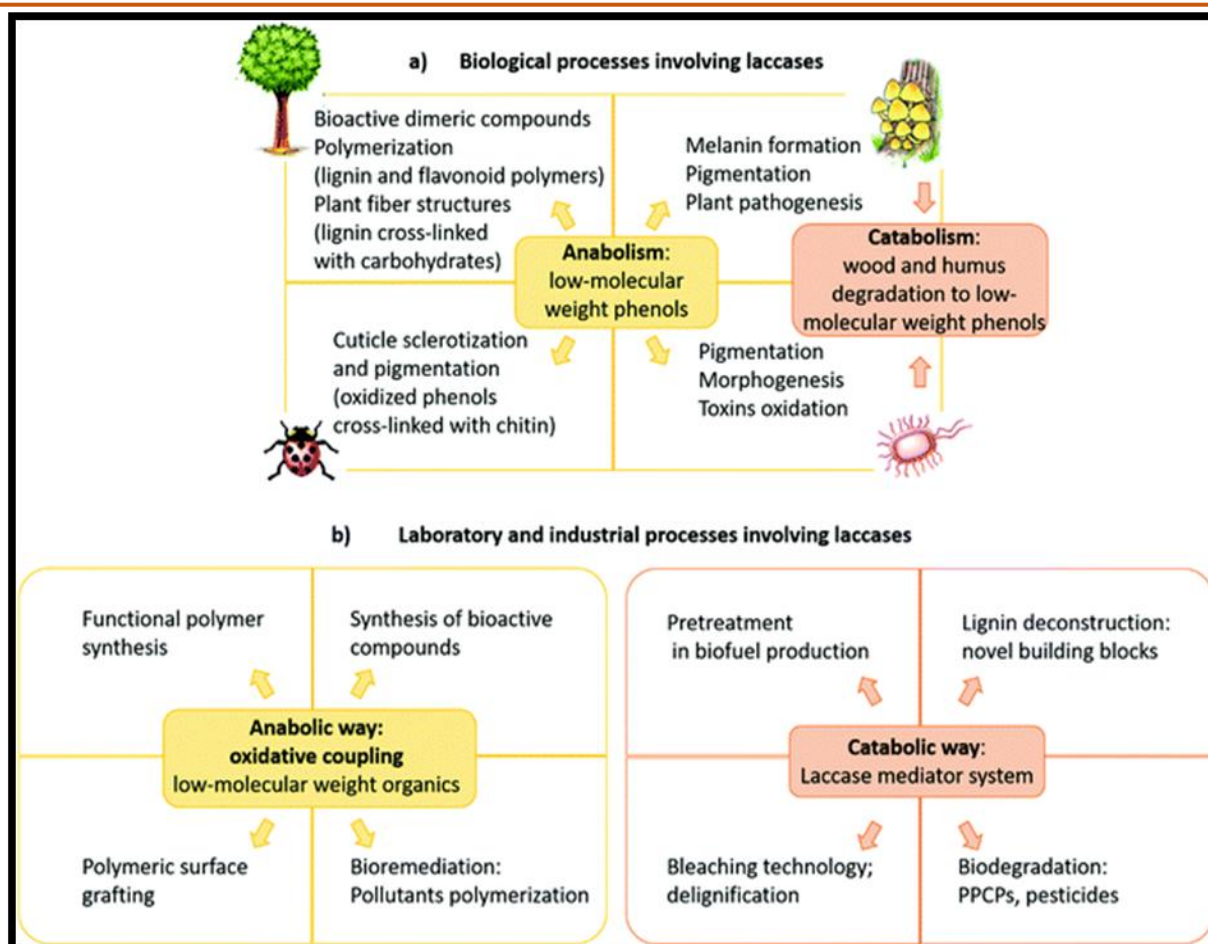 a) Biological processes involving laccases
Bioactive dimeric compounds
Polymerization
(lignin and flavonoid polymers)
Plant fiber structures
(lignin cross-linked
with carbohydrates)
Melanin formation
Pigmentation
Plant pathogenesis
Anabolism:
low-molecular
weight phenols
Catabolism:
wood and humus
degradation to low-
molecular weight phenols
Cuticle sclerotization
and pigmentation
(oxidized phenols
cross-linked with chitin)
Pigmentation
Morphogenesis
Toxins oxidation
b) Laboratory and industrial processes involving laccases
Functional polymer
synthesis
Synthesis of bioactive
compounds
Anabolic way:
oxidative coupling
low-molecular weight organics
Polymeric surface
grafting
Bioremediation:
Pollutants polymerization
Pretreatment
in biofuel production
Lignin deconstruction:
novel building blocks
Catabolic way:
Laccase mediator system
Bleaching technology;
delignification
Biodegradation:
PPCPs, pesticides